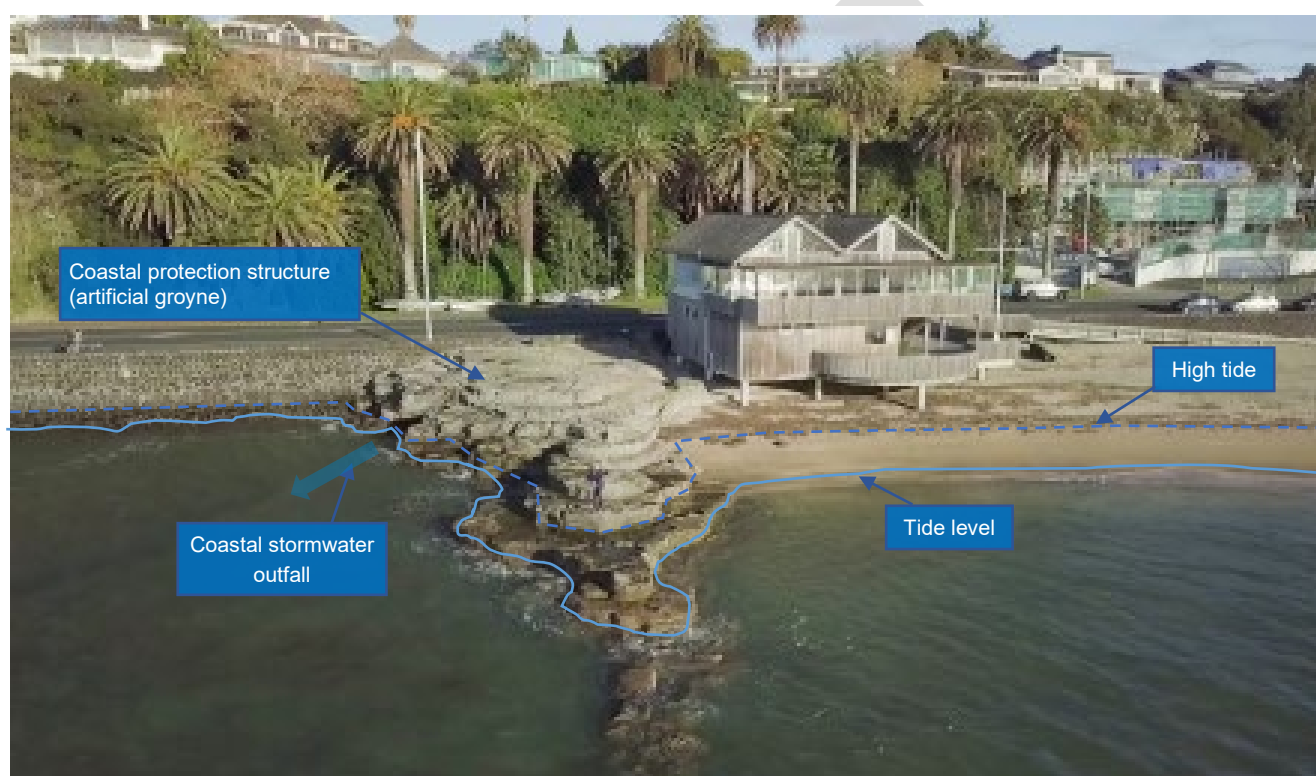 Coastal protection structure
(artificial groyne)
High tide
Tide level
Coastal stormwater
outfall